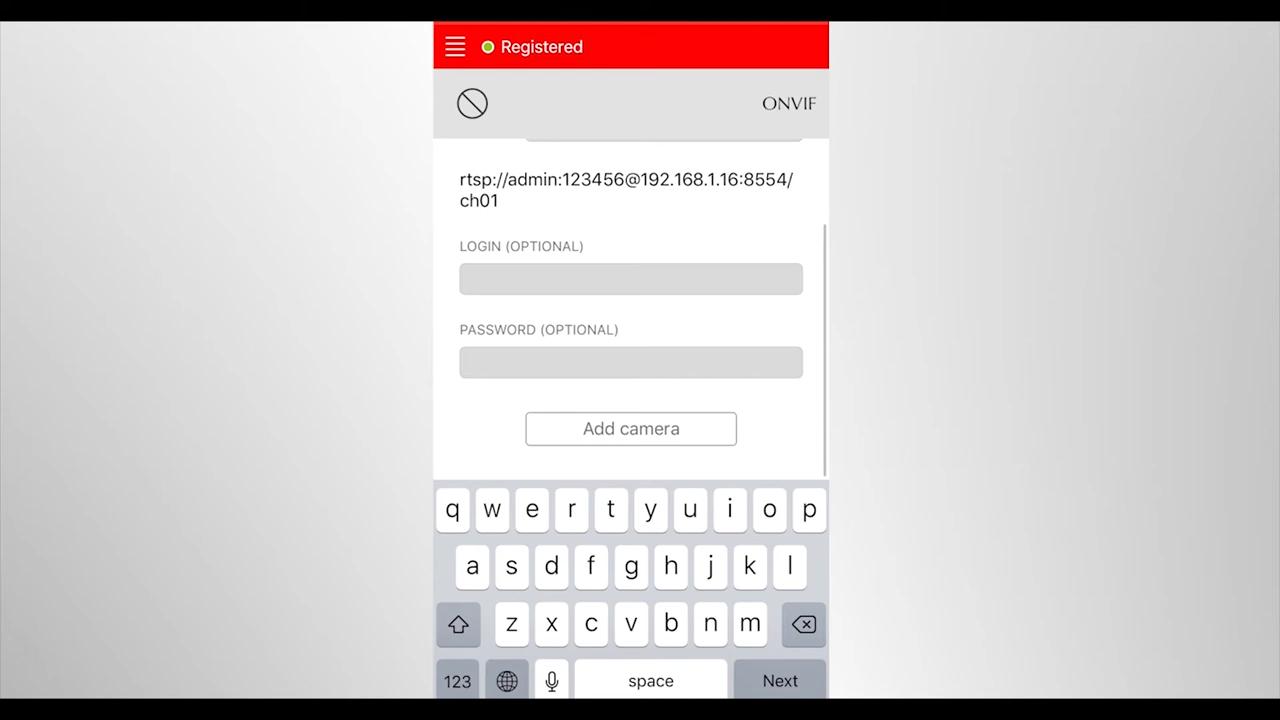 Registered
ONVIF
rtsp://admin:123456@192.168.1.16:8554/
ch01
LOGIN (OPTIONAL)
PASSWORD (OPTIONAL)
Add camera
q w e r t y u i o p
a s d f g h j k l
z x c v b n m
123 space Next